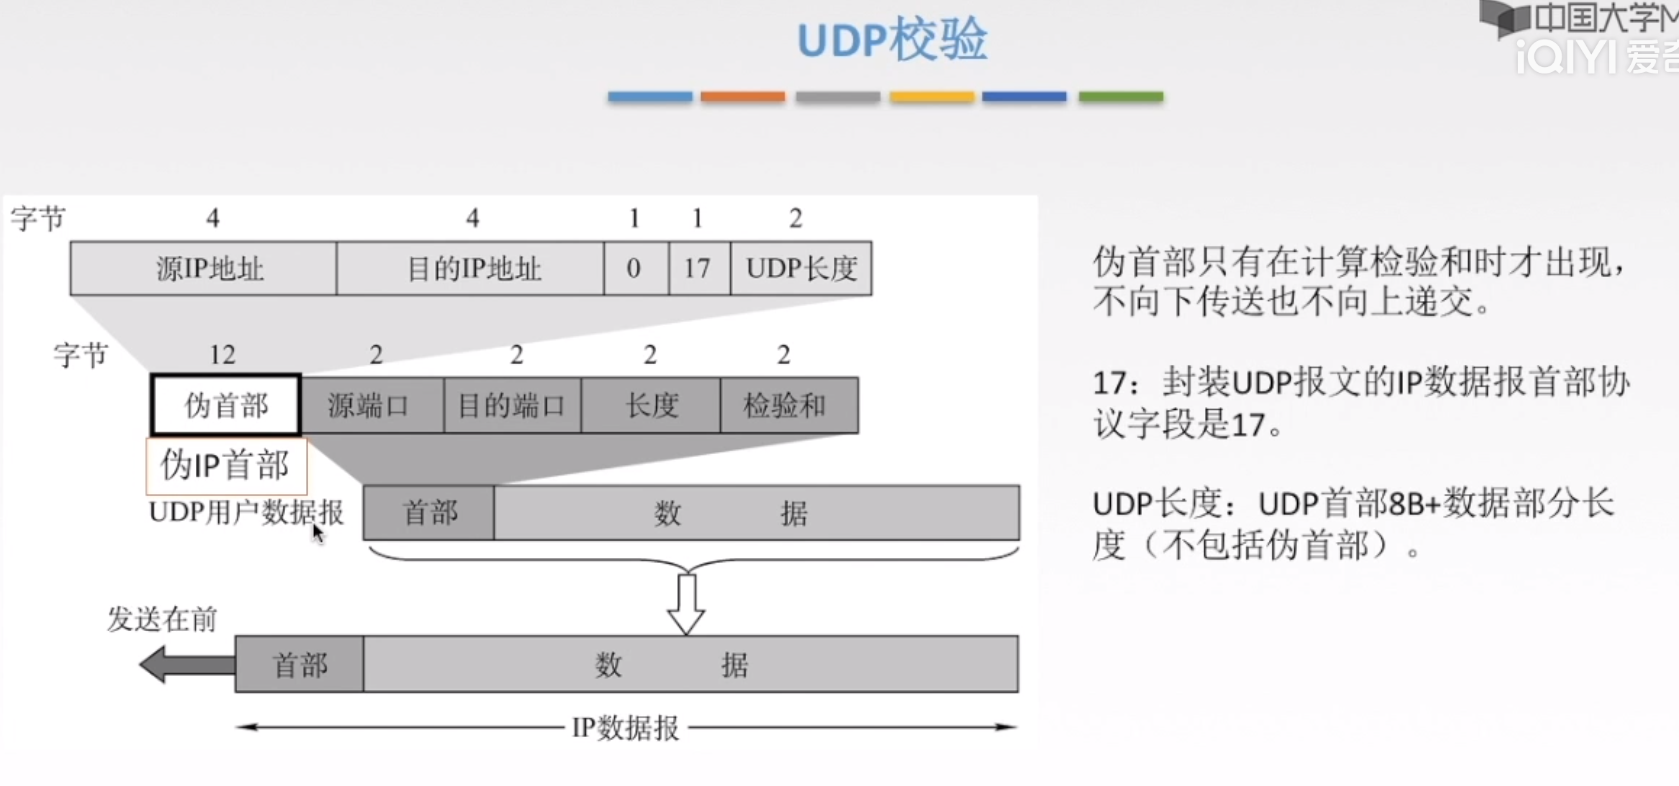 UDP校验
中国大学M
iQIYI 爱奇
字节 4 4 1 1 2
源IP地址 目的IP地址 0 17 UDP长度
字节 12 2 2 2 2
伪首部 源端口 目的端口 长度 检验和
伪IP首部
UDP用户数据报 首部 数 据
发送在前
首部 数 据
IP数据报
伪首部只有在计算检验和时才出现，
不向下传送也不向上递交。
17：封装UDP报文的IP数据报首部协
议字段是17。
UDP长度：UDP首部8B+数据部分长
度（不包括伪首部）。